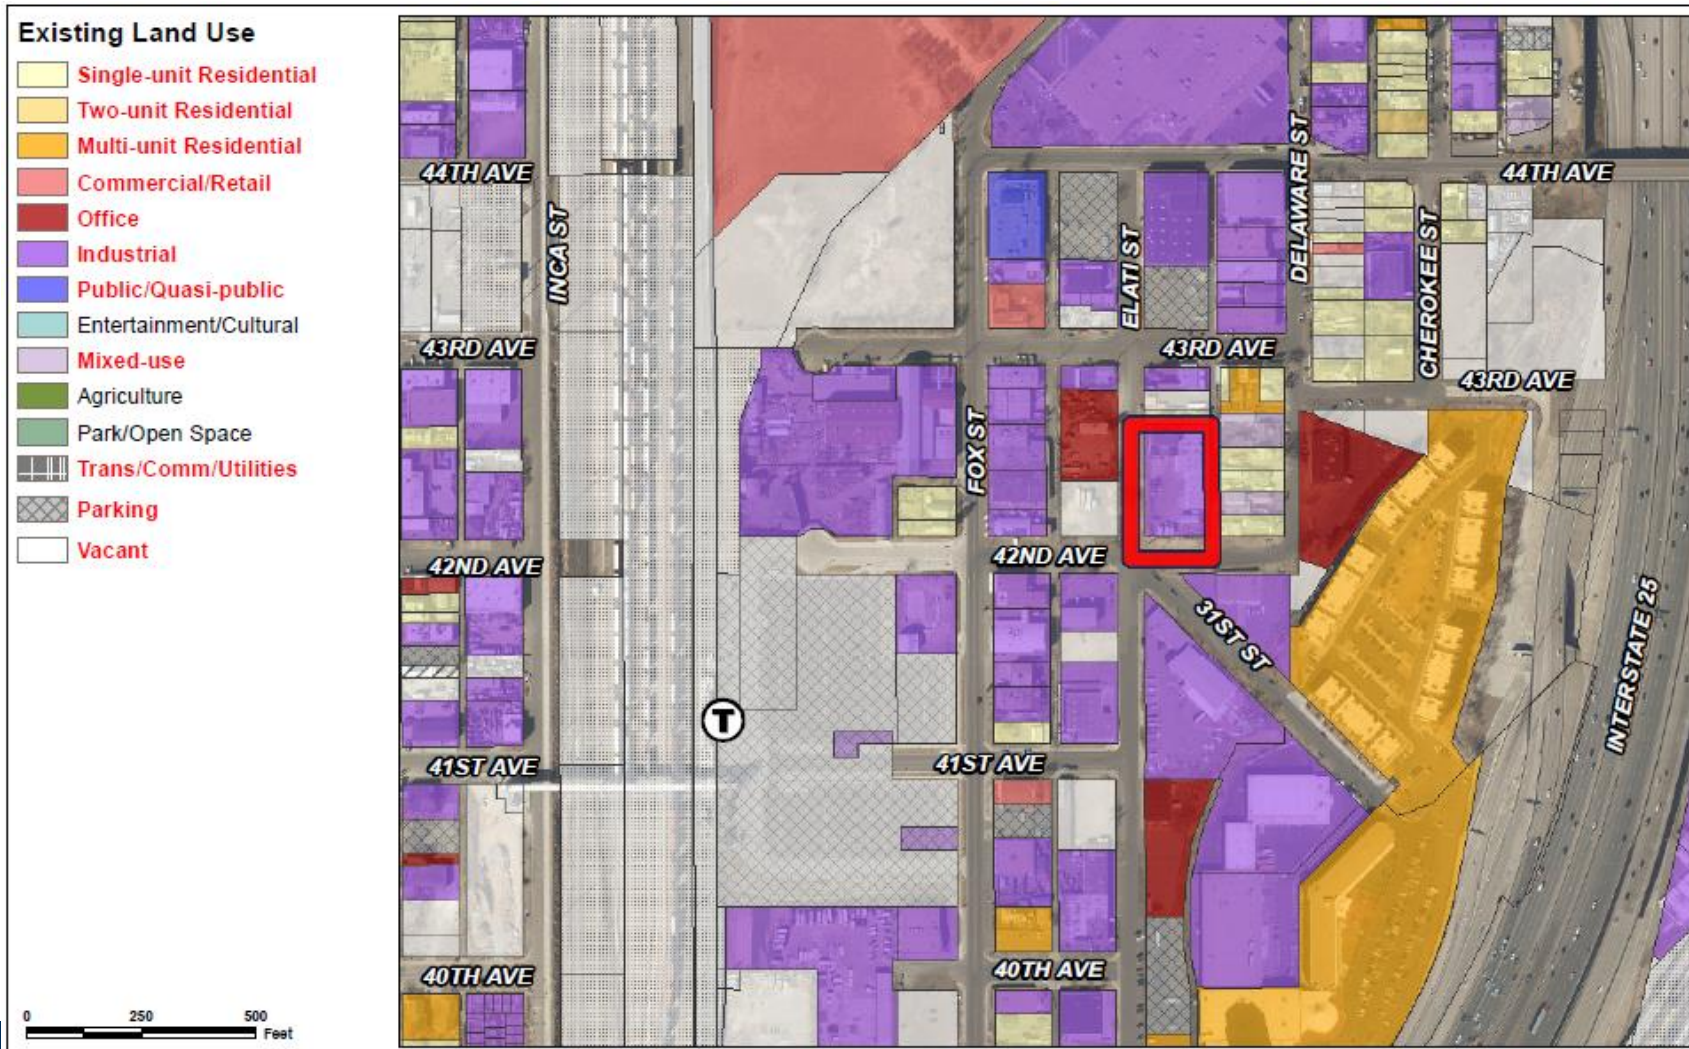 Existing Land Use
Single-unit Residential
Two-unit Residential
Multi-unit Residential
Commercial/Retail
Office
Industrial
Public/Quasi-public
Entertainment/Cultural
Mixed-use
Agriculture
Park/Open Space
Trans/Comm/Utilities
Parking
Vacant
0 250 500
Feet
44TH AVE
44TH AVE
INCA ST
ELATI ST
DELAWARE ST
CHEROKEE ST
43RD AVE
43RD AVE
43RD AVE
FOX ST
42ND AVE
42ND AVE
31ST ST
INTERSTATE 25
T
41ST AVE
41ST AVE
40TH AVE
40TH AVE